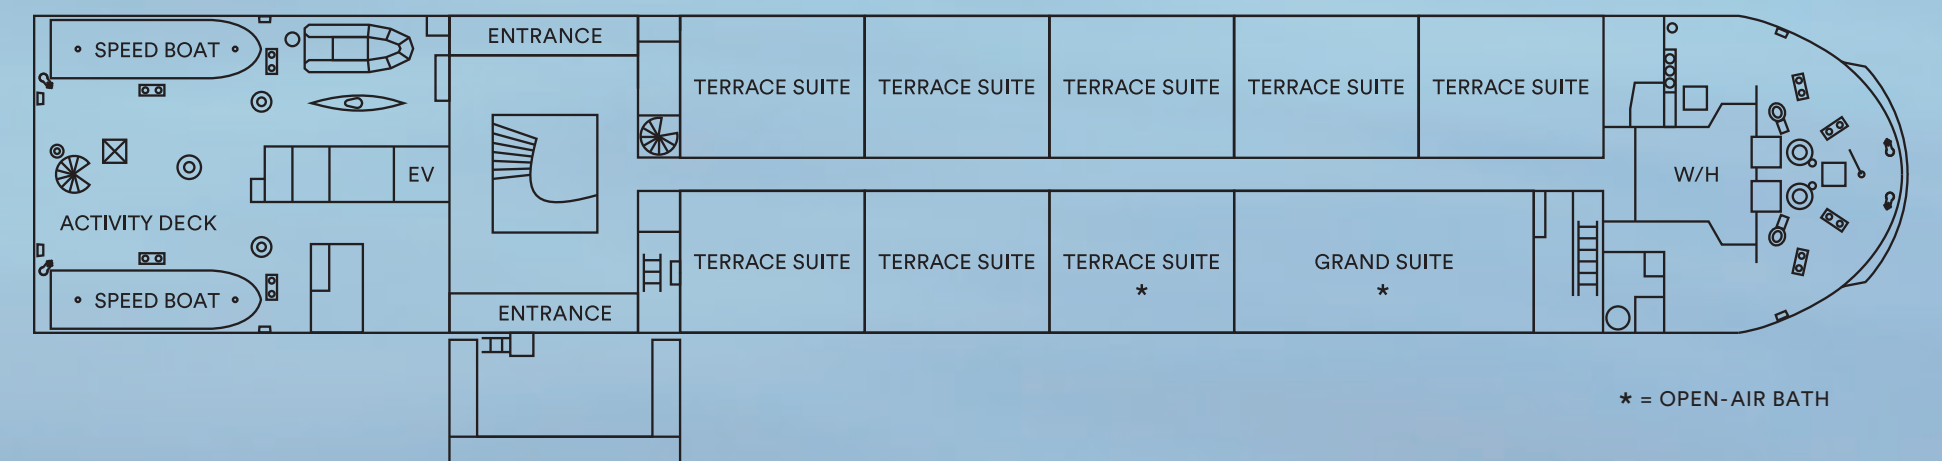 SPEED BOAT
ENTRANCE
TERRACE SUITE
TERRACE SUITE
TERRACE SUITE
TERRACE SUITE
TERRACE SUITE
EV
W/H
ACTIVITY DECK
SPEED BOAT
ENTRANCE
TERRACE SUITE
TERRACE SUITE
TERRACE SUITE
*
GRAND SUITE
*
* = OPEN-AIR BATH